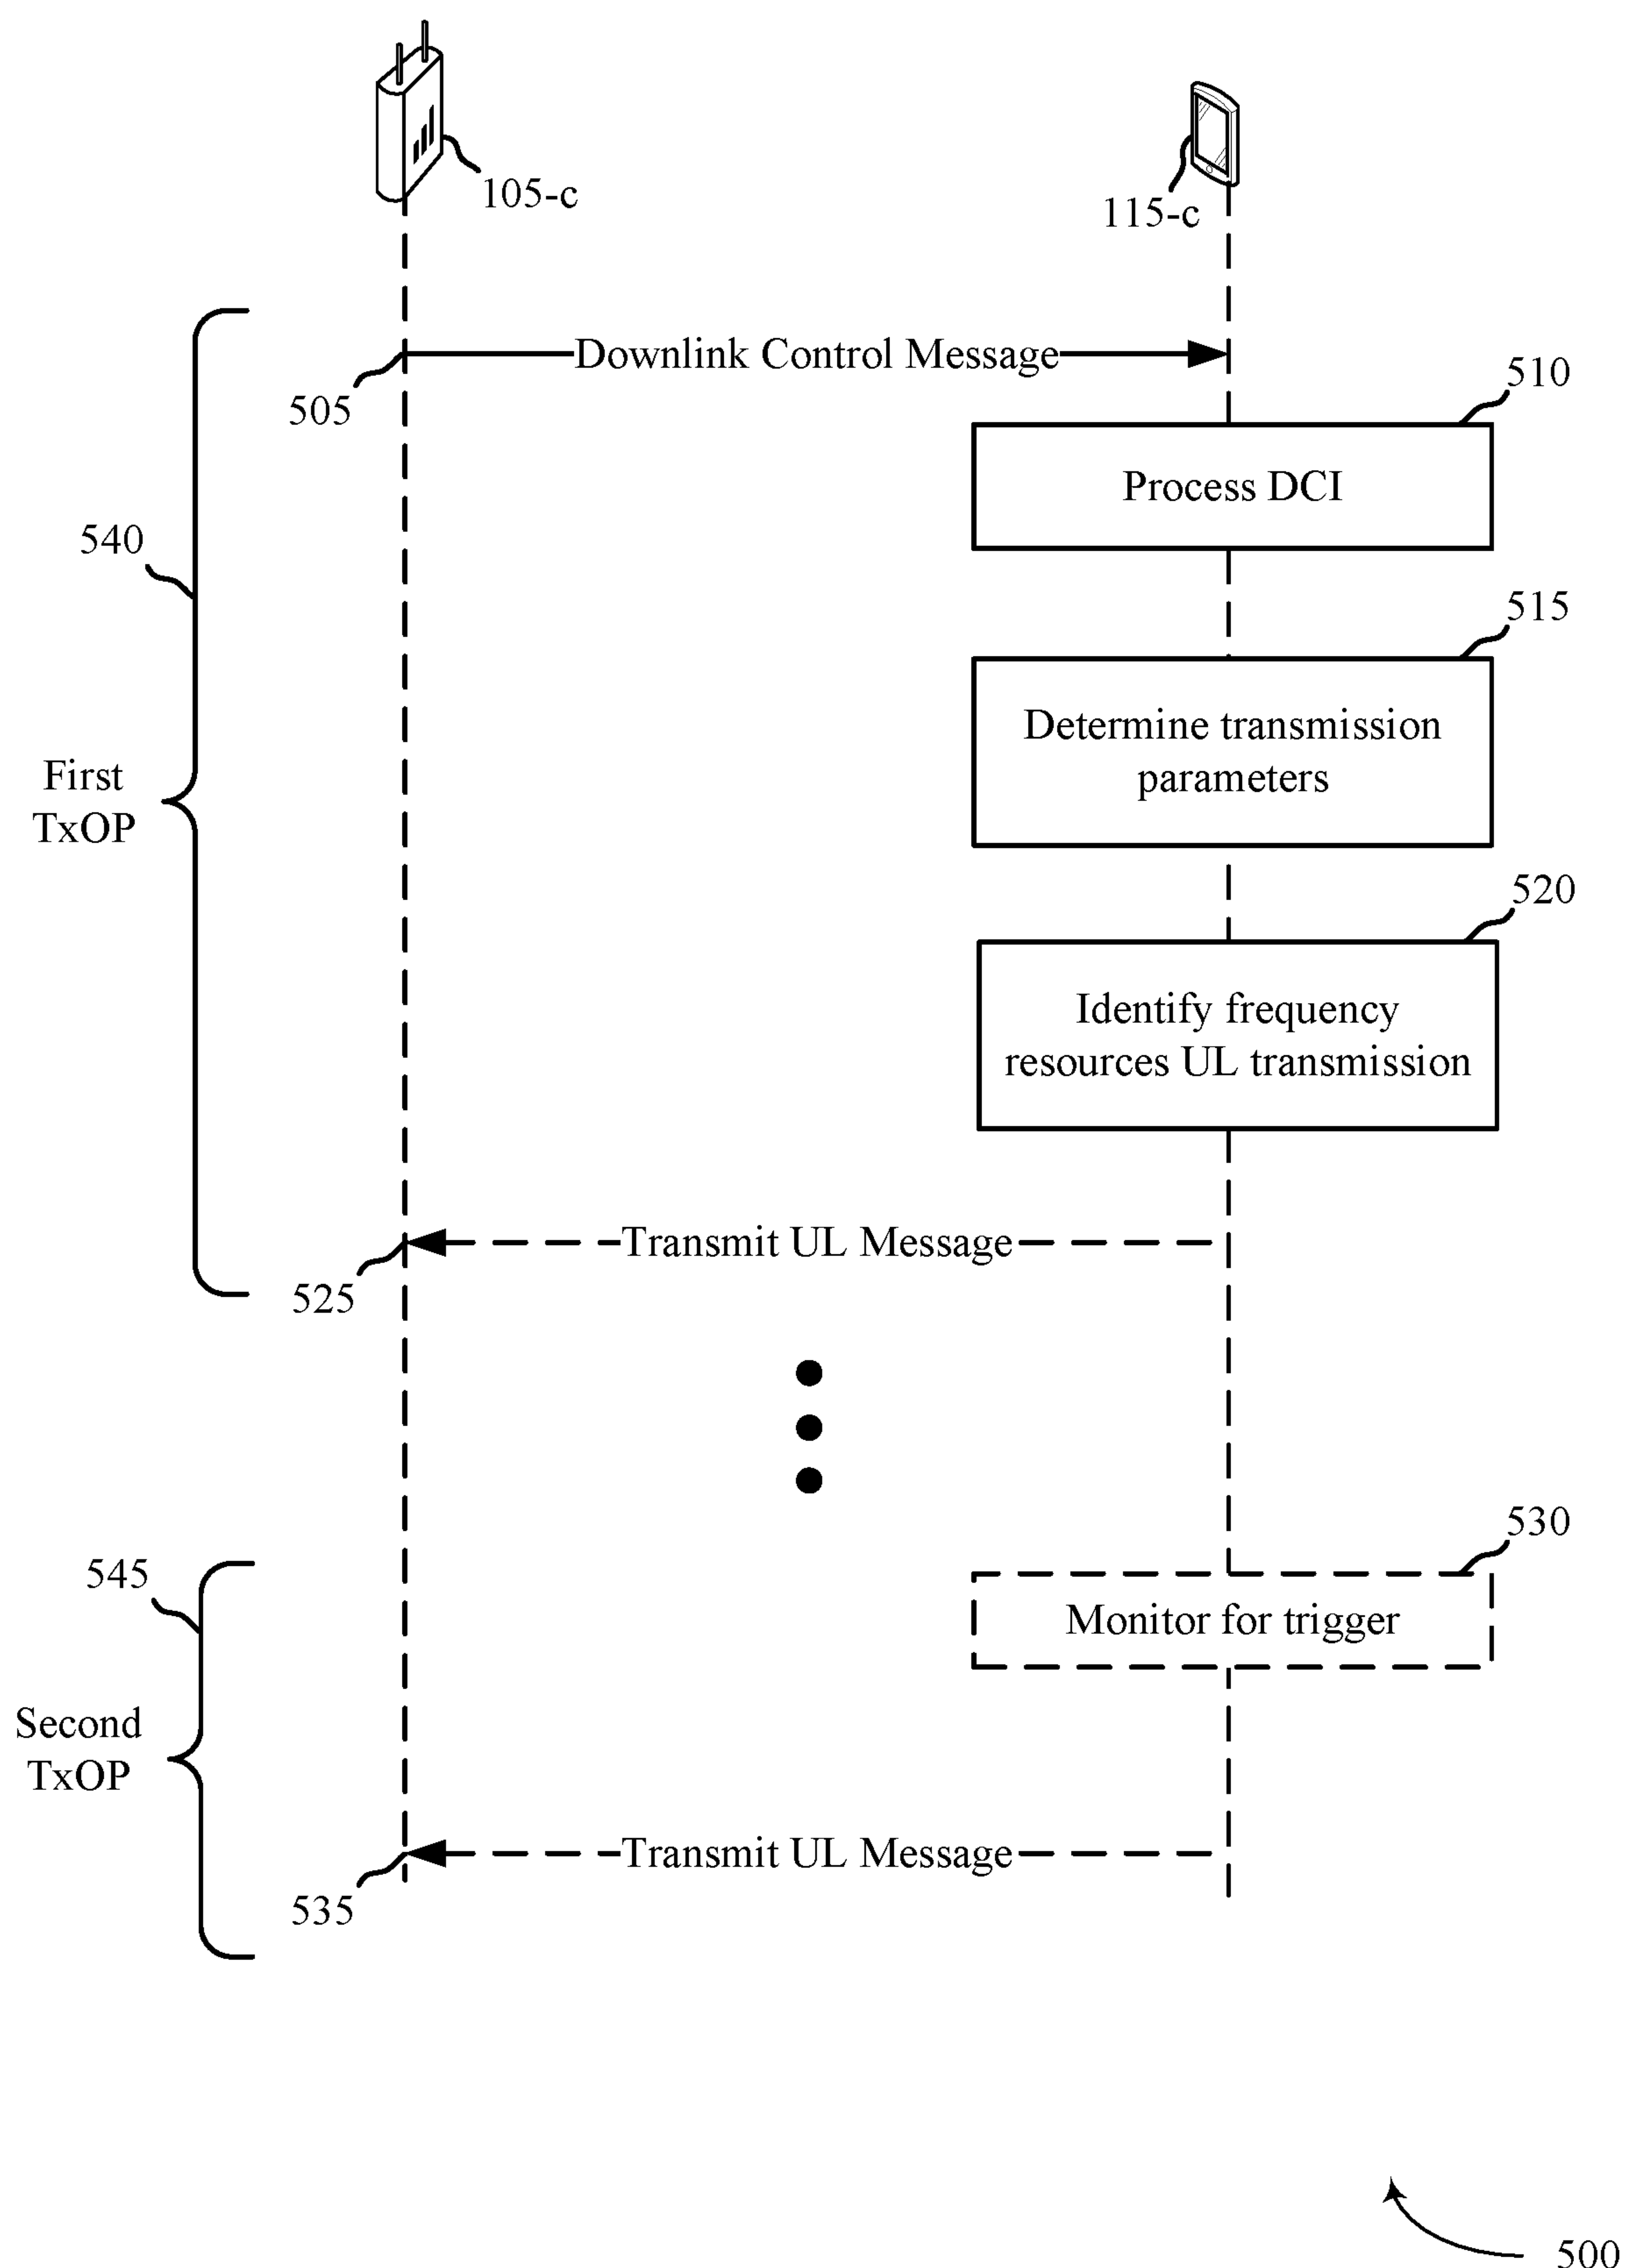 105-c
115-c
Downlink Control Message
505
510
Process DCI
540
515
Determine transmission
parameters
First
TxOP
520
Identify frequency
resources UL transmission
Transmit UL Message
525
530
545
Monitor for trigger
Second
TxOP
Transmit UL Message
535
500